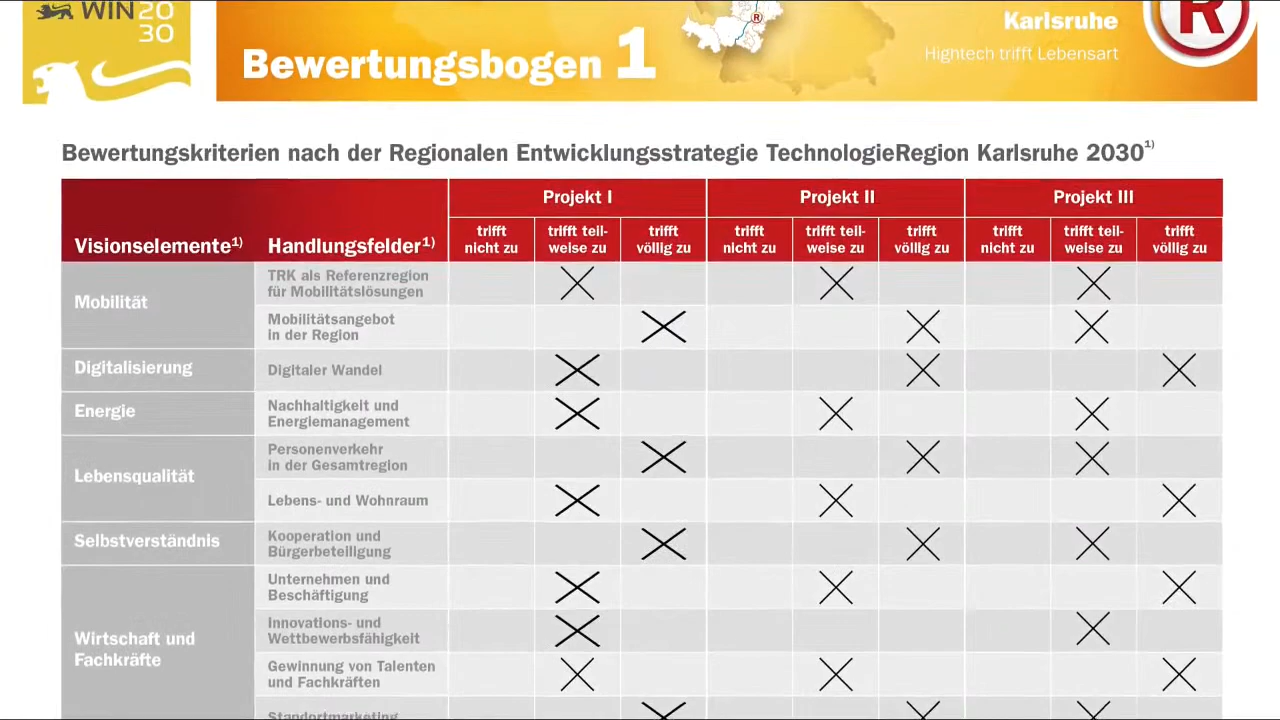 WIN20
30
Bewertungsbogen 1
R
Karlsruhe
Hightech trifft Lebensart
R
Bewertungskriterien nach der Regionalen Entwicklungsstrategie TechnologieRegion Karlsruhe 2030¹⁾
Visionselemente¹⁾ Handlungsfelder¹⁾ Projekt I Projekt II Projekt III
trifft nicht zu trifft teil-weise zu trifft völlig zu trifft nicht zu trifft teil-weise zu trifft völlig zu trifft nicht zu trifft teil-weise zu trifft völlig zu
Mobilität
TRK als Referenzregion
für Mobilitätslösungen
Mobilitätsangebot
in der Region
Digitalisierung
Digitaler Wandel
Energie
Nachhaltigkeit und
Energiemanagement
Lebensqualität
Personenverkehr
in der Gesamtregion
Lebens- und Wohnraum
Selbstverständnis
Kooperation und
Bürgerbeteiligung
Wirtschaft und
Fachkräfte
Unternehmen und
Beschäftigung
Innovations- und
Wettbewerbsfähigkeit
Gewinnung von Talenten
und Fachkräften
Standortmarketing